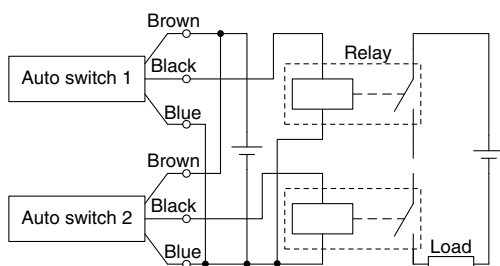 Brown
Relay
Auto switch 1
Black
Blue
Brown
Auto switch 2
Black
Blue
Load